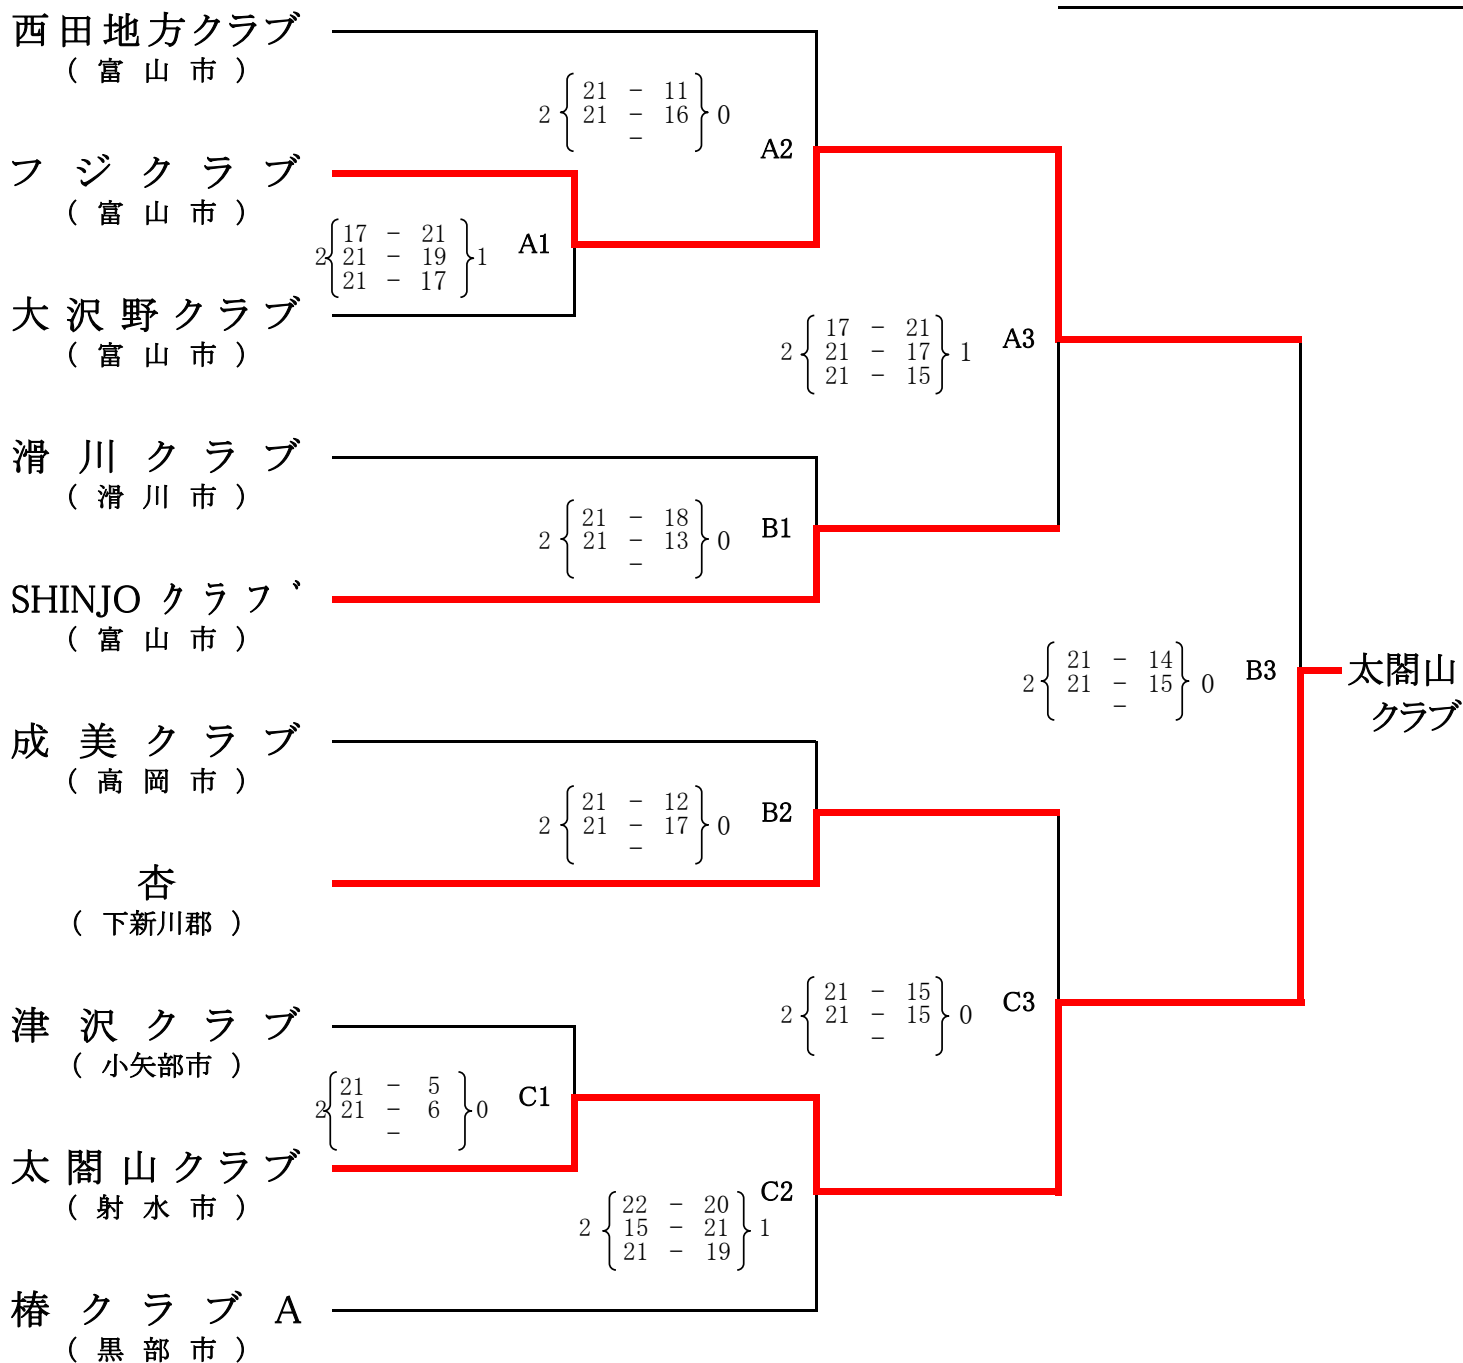 西田地方クラブ
(富山市)
2 21 - 11 0
21 - 16
-
A2
フジクラブ
(富山市)
17 - 21
2 21 - 19 1
21 - 17
A1
大沢野クラブ
(富山市)
17 - 21
2 21 - 17 1
21 - 15
A3
滑川クラブ
(滑川市)
21 - 18
2 21 - 13 0
-
B1
SHINJO クラブ
(富山市)
21 - 14
2 21 - 15 0
-
B3
太閤山
クラブ
成美クラブ
(高岡市)
21 - 12
2 21 - 17 0
-
B2
杏
(下新川郡)
21 - 15
2 21 - 15 0
-
C3
津沢クラブ
(小矢部市)
21 - 5
2 21 - 6 0
-
C1
太閤山クラブ
(射水市)
22 - 20
2 15 - 21 1
21 - 19
C2
椿クラブA
(黒部市)